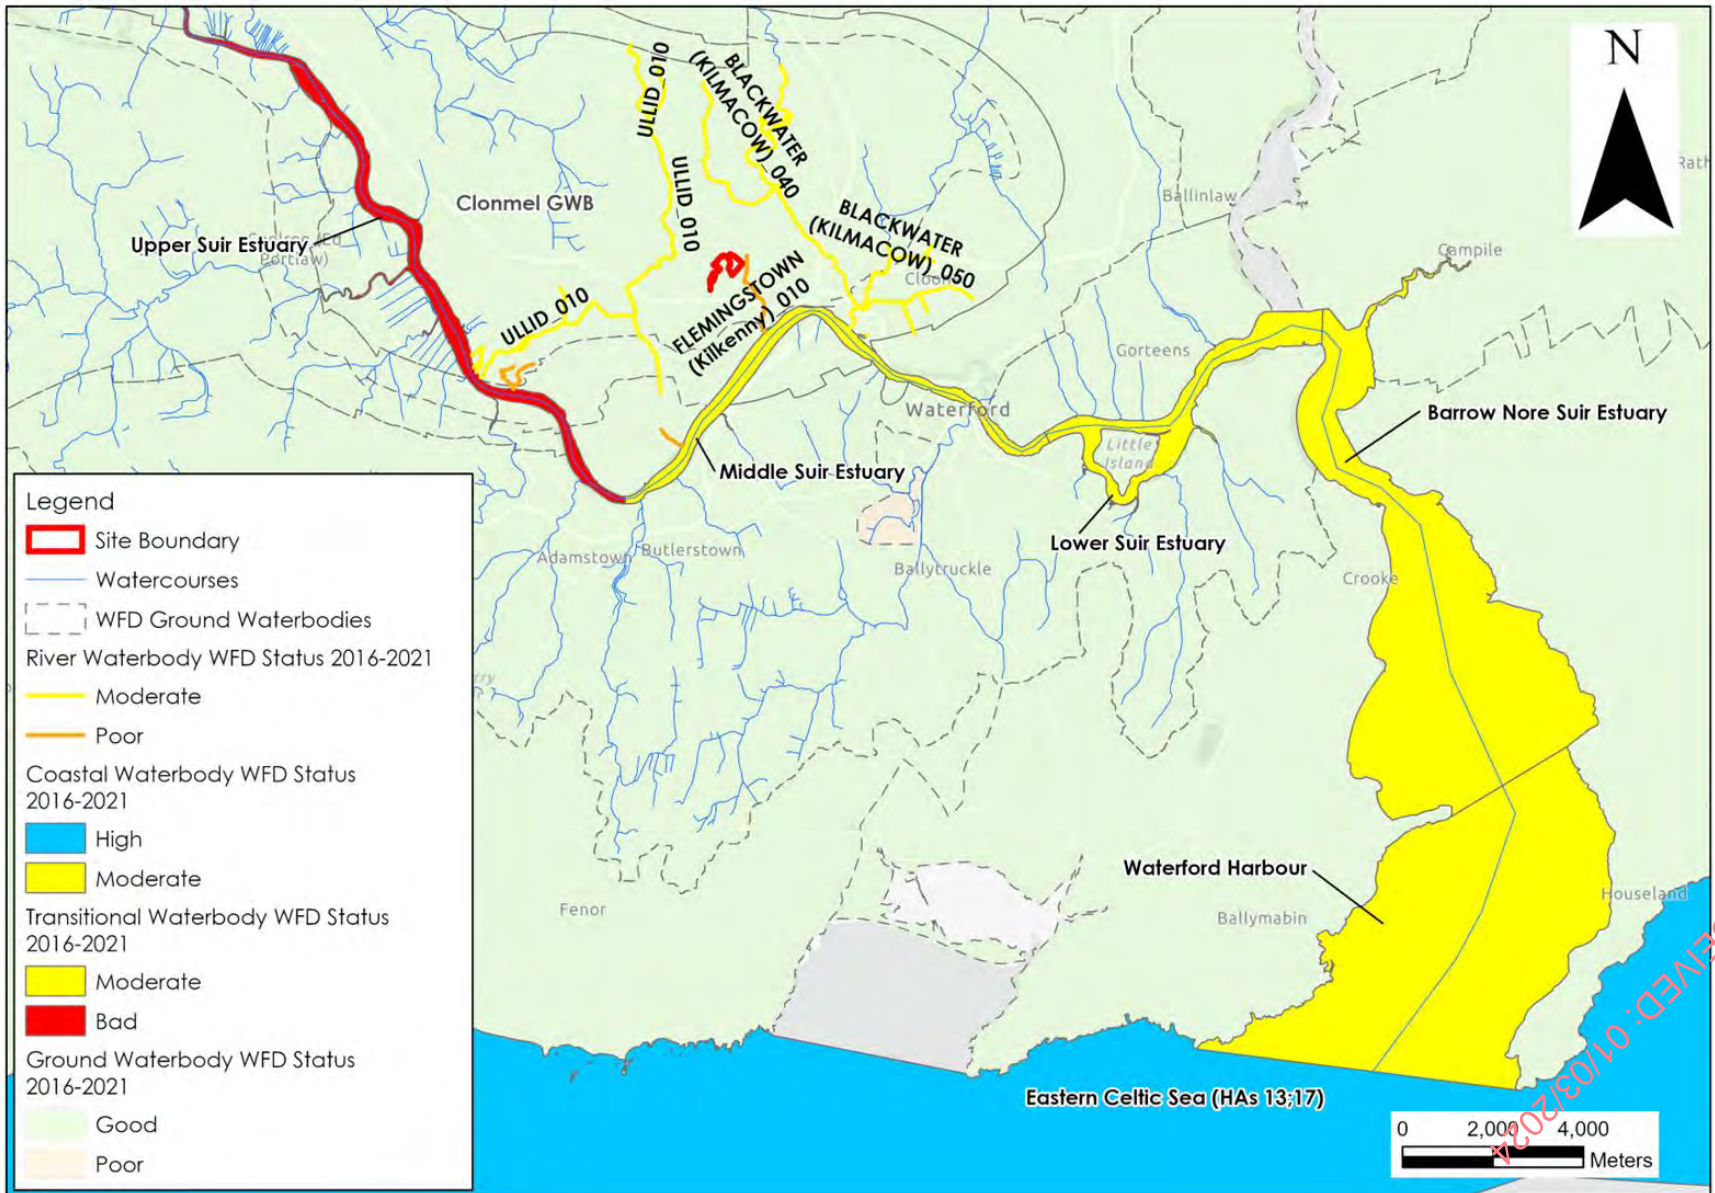 N
ULLID_010
BLACKWATER
(KILMACOW)_040
ULLID_010
Clonmel GWB
Upper Suir Estuary
Portlaw)
BLACKWATER
(KILMACOW)_050
Ballinlaw
Rath
Campile
ULLID_010
FLEMINGSTOWN
(Kilkenny)_010
Gorteens
Waterford
Barrow Nore Suir Estuary
Little
Island
Middle Suir Estuary
Lower Suir Estuary
Adamstown
Butlerstown
Ballytruckle
Crooke
Waterford Harbour
Fenor
Ballymabin
Houseland
Eastern Celtic Sea (HAs 13;17)
Legend
Site Boundary
Watercourses
WFD Ground Waterbodies
River Waterbody WFD Status 2016-2021
Moderate
Poor
Coastal Waterbody WFD Status
2016-2021
High
Moderate
Transitional Waterbody WFD Status
2016-2021
Moderate
Bad
Ground Waterbody WFD Status
2016-2021
Good
Poor
0 2,000 4,000
Meters
EIVED: 01/03/2024